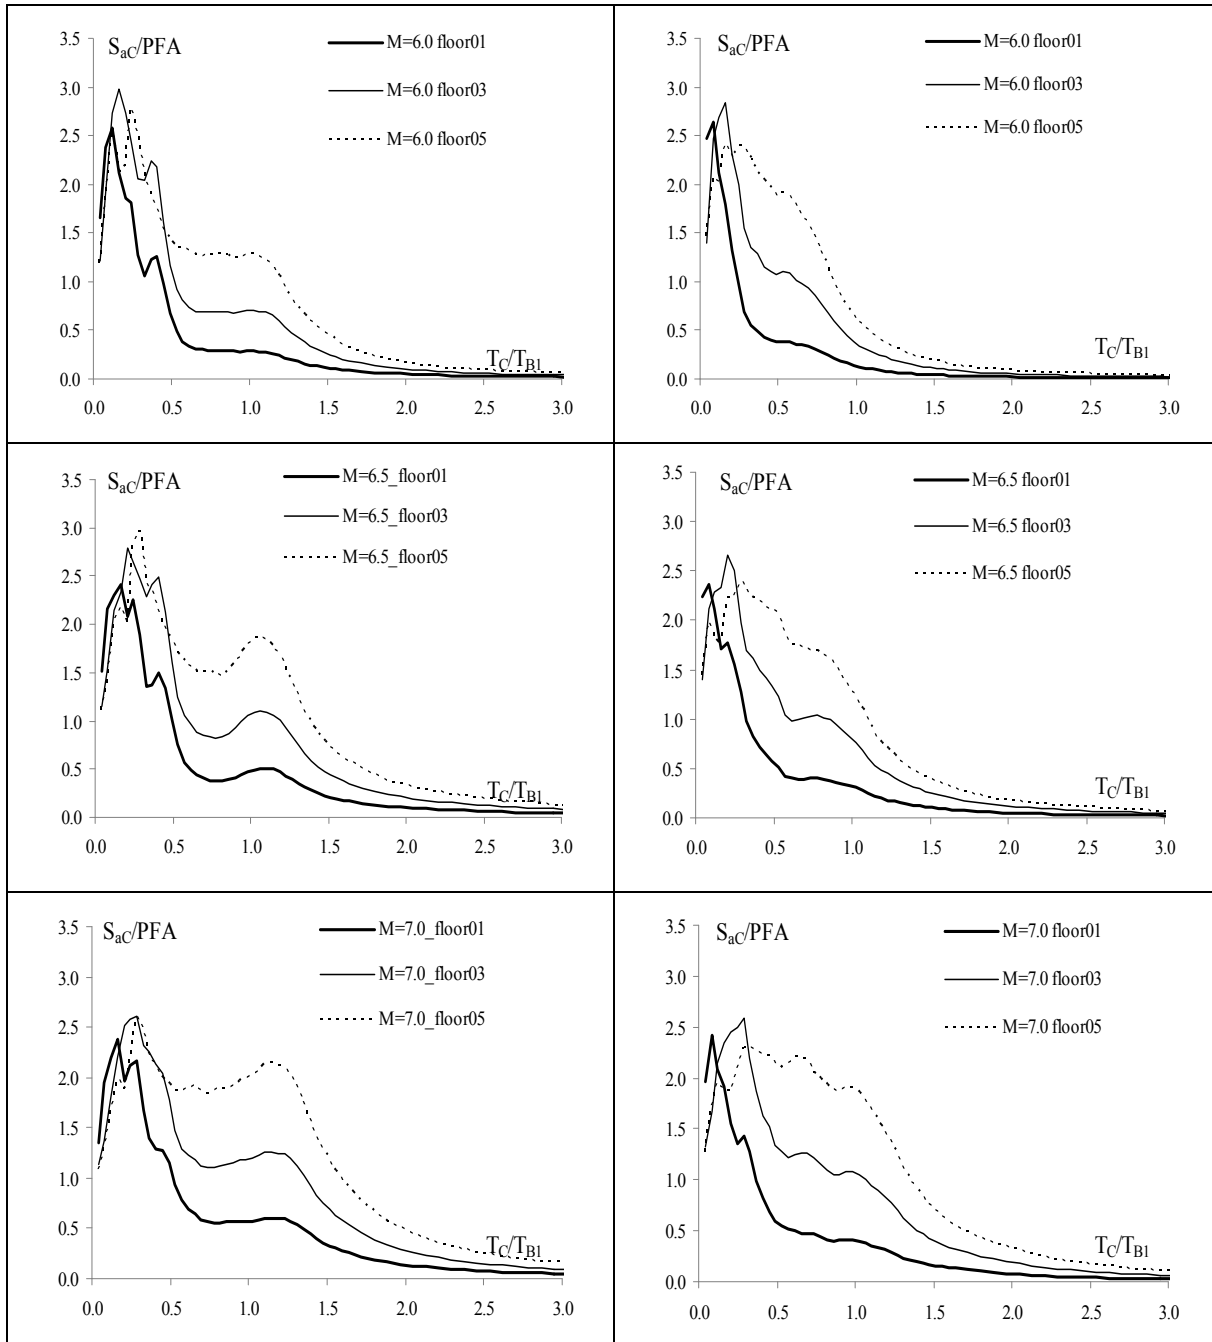 S_aC/PFA
M=6.0 floor01
M=6.0 floor03
M=6.0 floor05
3.5
3.0
2.5
2.0
1.5
1.0
0.5
0.0
T_C/T_B1
0.0 0.5 1.0 1.5 2.0 2.5 3.0
S_aC/PFA
M=6.0 floor01
M=6.0 floor03
M=6.0 floor05
3.5
3.0
2.5
2.0
1.5
1.0
0.5
0.0
T_C/T_B1
0.0 0.5 1.0 1.5 2.0 2.5 3.0
S_aC/PFA
M=6.5_floor01
M=6.5_floor03
M=6.5_floor05
3.5
3.0
2.5
2.0
1.5
1.0
0.5
0.0
T_C/T_B1
0.0 0.5 1.0 1.5 2.0 2.5 3.0
S_aC/PFA
M=6.5 floor01
M=6.5 floor03
M=6.5 floor05
3.5
3.0
2.5
2.0
1.5
1.0
0.5
0.0
T_C/T_B1
0.0 0.5 1.0 1.5 2.0 2.5 3.0
S_aC/PFA
M=7.0_floor01
M=7.0_floor03
M=7.0_floor05
3.5
3.0
2.5
2.0
1.5
1.0
0.5
0.0
T_C/T_B1
0.0 0.5 1.0 1.5 2.0 2.5 3.0
S_aC/PFA
M=7.0 floor01
M=7.0 floor03
M=7.0 floor05
3.5
3.0
2.5
2.0
1.5
1.0
0.5
0.0
T_C/T_B1
0.0 0.5 1.0 1.5 2.0 2.5 3.0